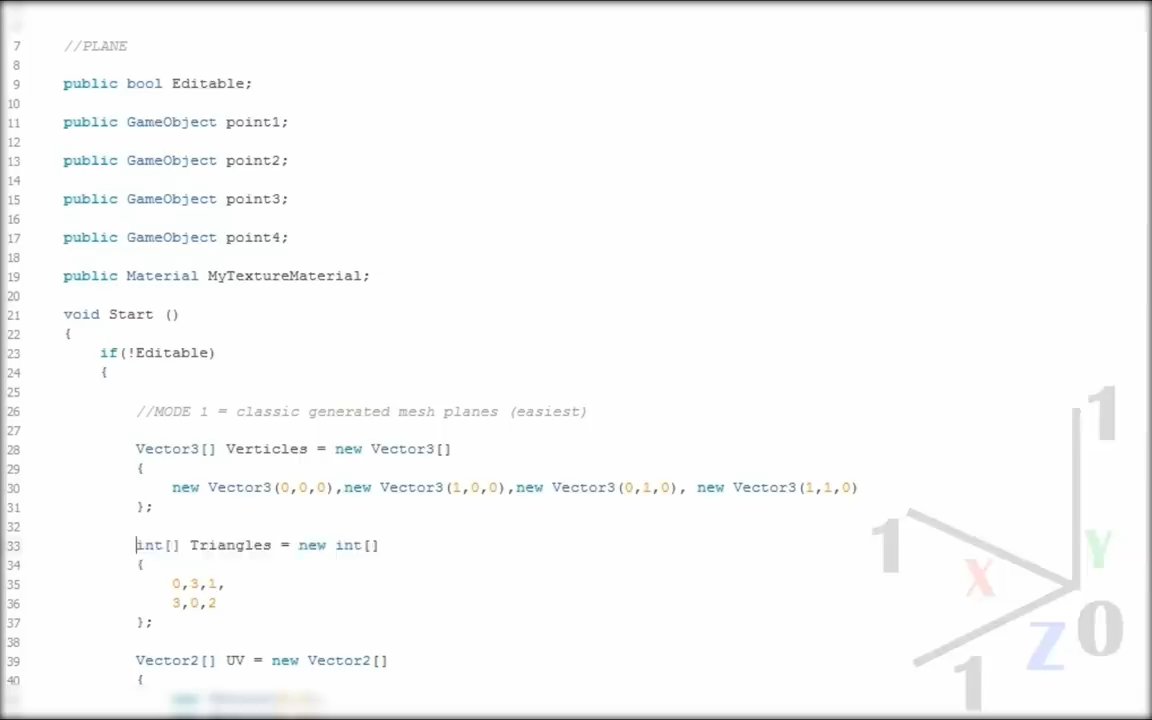 7 //PLANE
8
9 public bool Editable;
10
11 public GameObject point1;
12
13 public GameObject point2;
14
15 public GameObject point3;
16
17 public GameObject point4;
18
19 public Material MyTextureMaterial;
20
21 void Start ()
22 {
23 if(!Editable)
24 {
25
26 //MODE 1 = classic generated mesh planes (easiest)
27
28 Vector3[] Verticles = new Vector3[]
29 {
30 new Vector3(0,0,0),new Vector3(1,0,0),new Vector3(0,1,0), new Vector3(1,1,0)
31 };
32
33 int[] Triangles = new int[]
34 {
35 0,3,1,
36 3,0,2
37 };
38
39 Vector2[] UV = new Vector2[]
40 {
1
1
Y
X
0
Z
1